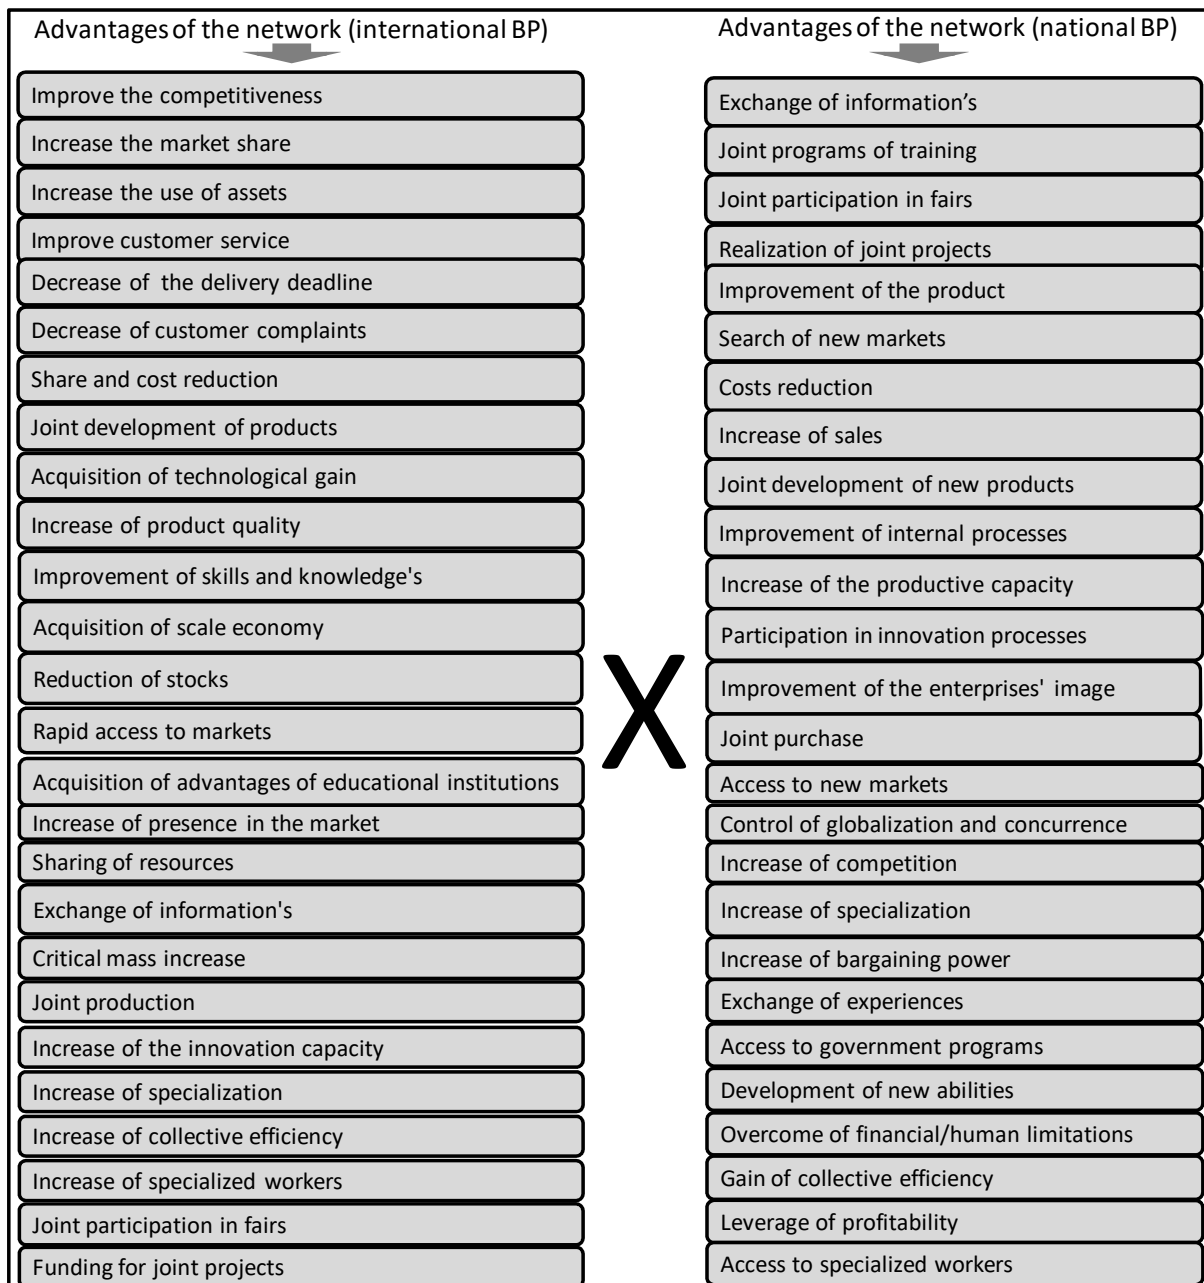 Advantages of the network (international BP)
Improve the competitiveness
Increase the market share
Increase the use of assets
Improve customer service
Decrease of the delivery deadline
Decrease of customer complaints
Share and cost reduction
Joint development of products
Acquisition of technological gain
Increase of product quality
Improvement of skills and knowledge's
Acquisition of scale economy
Reduction of stocks
Rapid access to markets
Acquisition of advantages of educational institutions
Increase of presence in the market
Sharing of resources
Exchange of information's
Critical mass increase
Joint production
Increase of the innovation capacity
Increase of specialization
Increase of collective efficiency
Increase of specialized workers
Joint participation in fairs
Funding for joint projects
X
Advantages of the network (national BP)
Exchange of information’s
Joint programs of training
Joint participation in fairs
Realization of joint projects
Improvement of the product
Search of new markets
Costs reduction
Increase of sales
Joint development of new products
Improvement of internal processes
Increase of the productive capacity
Participation in innovation processes
Improvement of the enterprises' image
Joint purchase
Access to new markets
Control of globalization and concurrence
Increase of competition
Increase of specialization
Increase of bargaining power
Exchange of experiences
Access to government programs
Development of new abilities
Overcome of financial/human limitations
Gain of collective efficiency
Leverage of profitability
Access to specialized workers